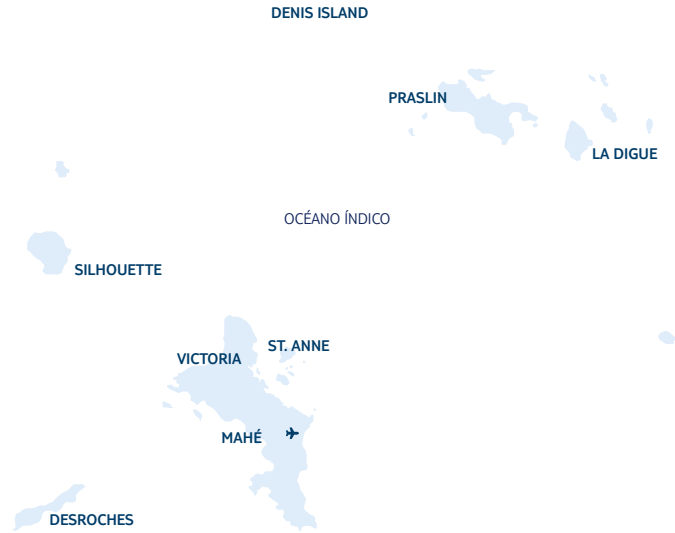 DENIS ISLAND
PRASLIN
LA DIGUE
OCÉANO ÍNDICO
SILHOUETTE
ST. ANNE
VICTORIA
MAHÉ
DESROCHES